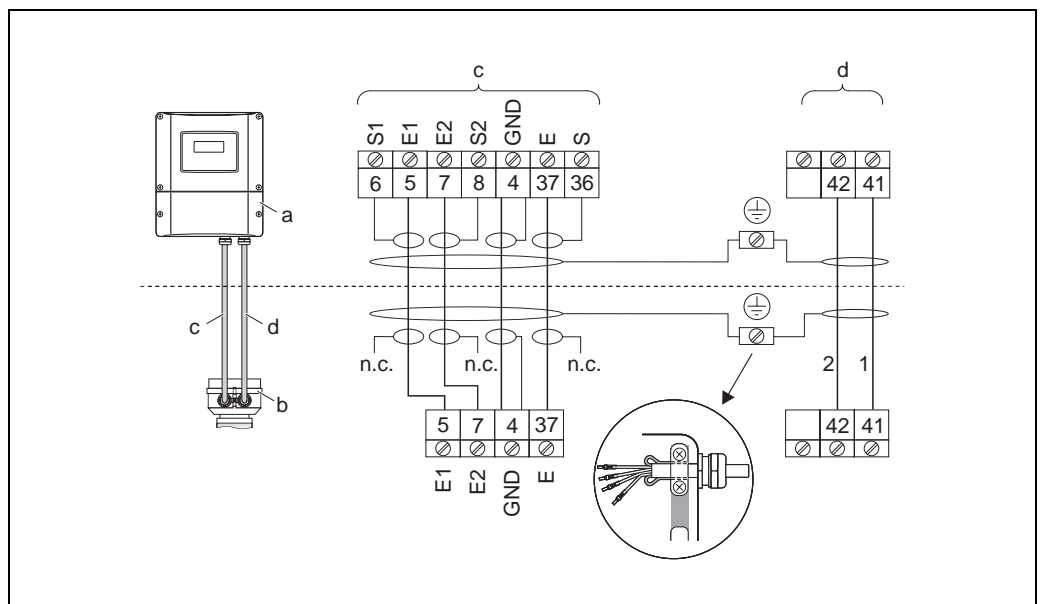 c
d
S1 E1 E2 S2 GND E S
6 5 7 8 4 37 36
42 41
a
c d
b
n.c. n.c. n.c.
2 1
5 7 4 37
E1 E2 GND E
42 41